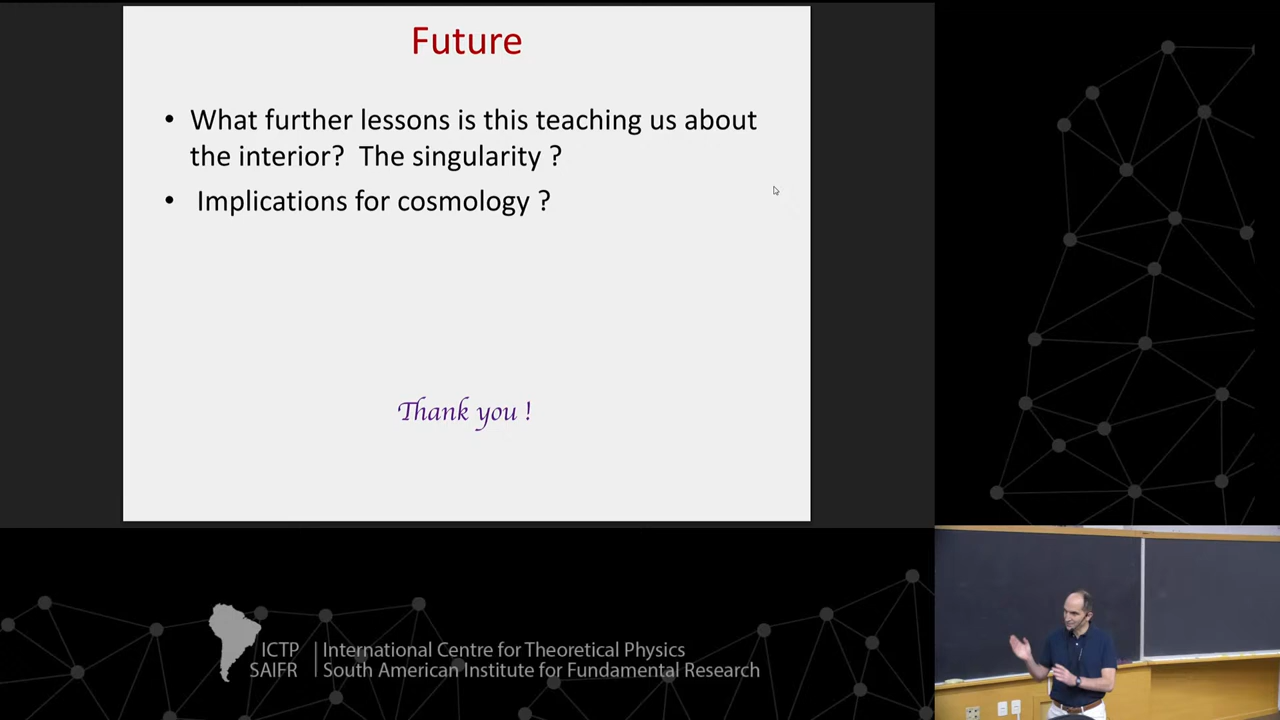 Future
• What further lessons is this teaching us about
the interior? The singularity ?
• Implications for cosmology ?
Thank you !
ICTP
SAIFR
International Centre for Theoretical Physics
South American Institute for Fundamental Research